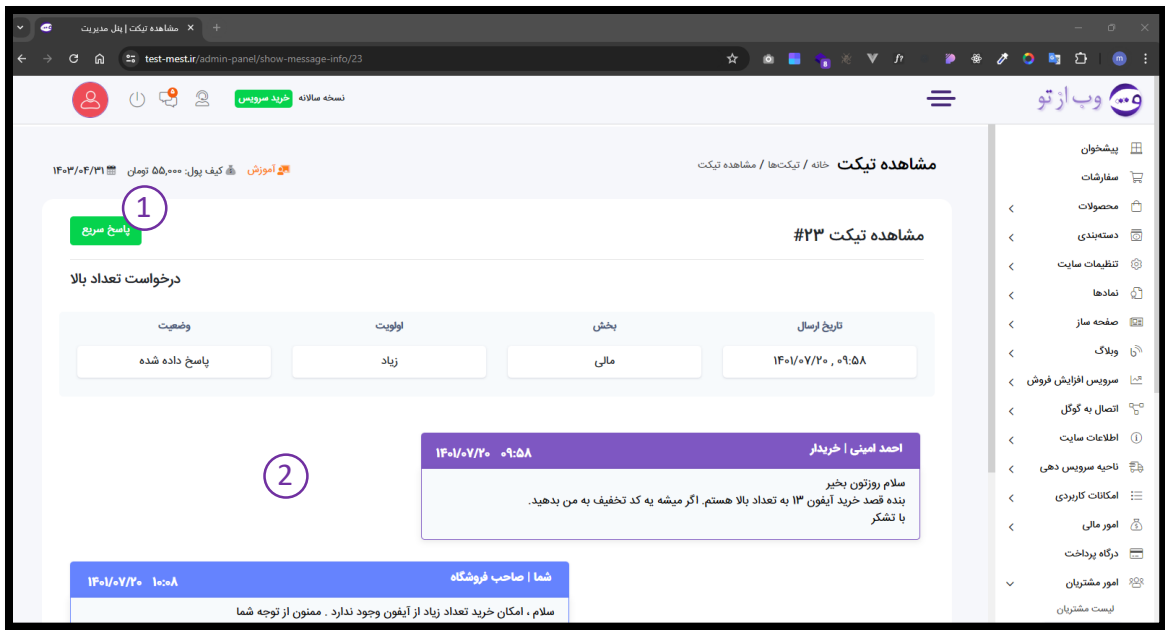 مشاهده تیکت | پنل مدیریت
test-mest.ir/admin-panel/show-message-info/23
وب از تو
نسخه سالانه خرید سرویس
پیشخوان
سفارشات
محصولات
دسته‌بندی
تنظیمات سایت
نمادها
صفحه ساز
وبلاگ
سرویس افزایش فروش
اتصال به گوگل
اطلاعات سایت
ناحیه سرویس دهی
امکانات کاربردی
امور مالی
درگاه پرداخت
امور مشتریان
لیست مشتریان
مشاهده تیکت خانه / تیکت‌ها / مشاهده تیکت
آموزش کیف پول: ۵۵,۰۰۰ تومان ۱۴۰۳/۰۴/۳۱
1
مشاهده تیکت ۲۳#
پاسخ سریع
درخواست تعداد بالا
تاریخ ارسال بخش اولویت وضعیت
۱۴۰۱/۰۷/۲۰ , ۰۹:۵۸ مالی زیاد پاسخ داده شده
2
احمد امینی | خریدار ۰۹:۵۸ ۱۴۰۱/۰۷/۲۰
سلام روزتون بخیر
بنده قصد خرید آیفون ۱۳ به تعداد بالا هستم. اگر میشه یه کد تخفیف به من بدهید.
با تشکر
شما | صاحب فروشگاه ۱۰:۰۸ ۱۴۰۱/۰۷/۲۰
سلام ، امکان خرید تعداد زیاد از آیفون وجود ندارد . ممنون از توجه شما